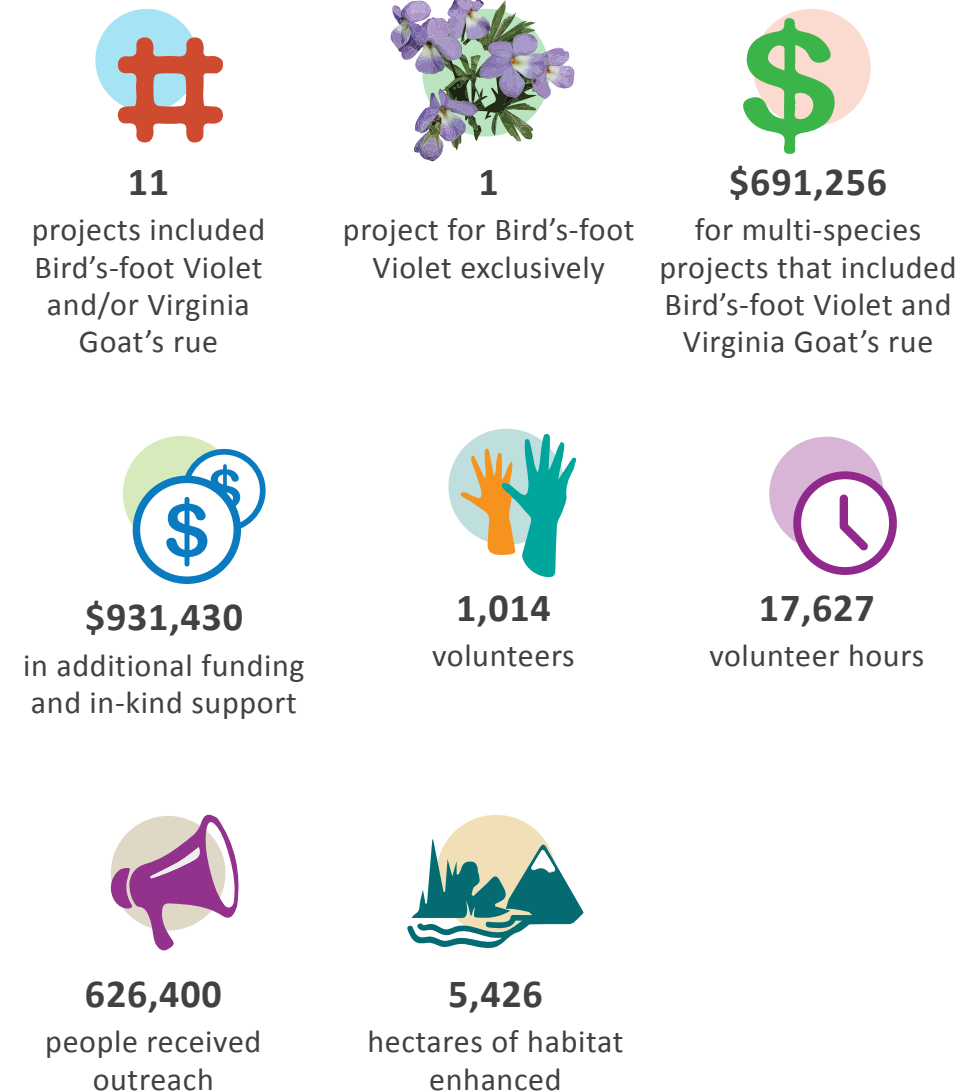 11
projects included
Bird’s-foot Violet
and/or Virginia
Goat’s rue
1
project for Bird’s-foot
Violet exclusively
$691,256
for multi-species
projects that included
Bird’s-foot Violet and
Virginia Goat’s rue
$931,430
in additional funding
and in-kind support
1,014
volunteers
17,627
volunteer hours
626,400
people received
outreach
5,426
hectares of habitat
enhanced